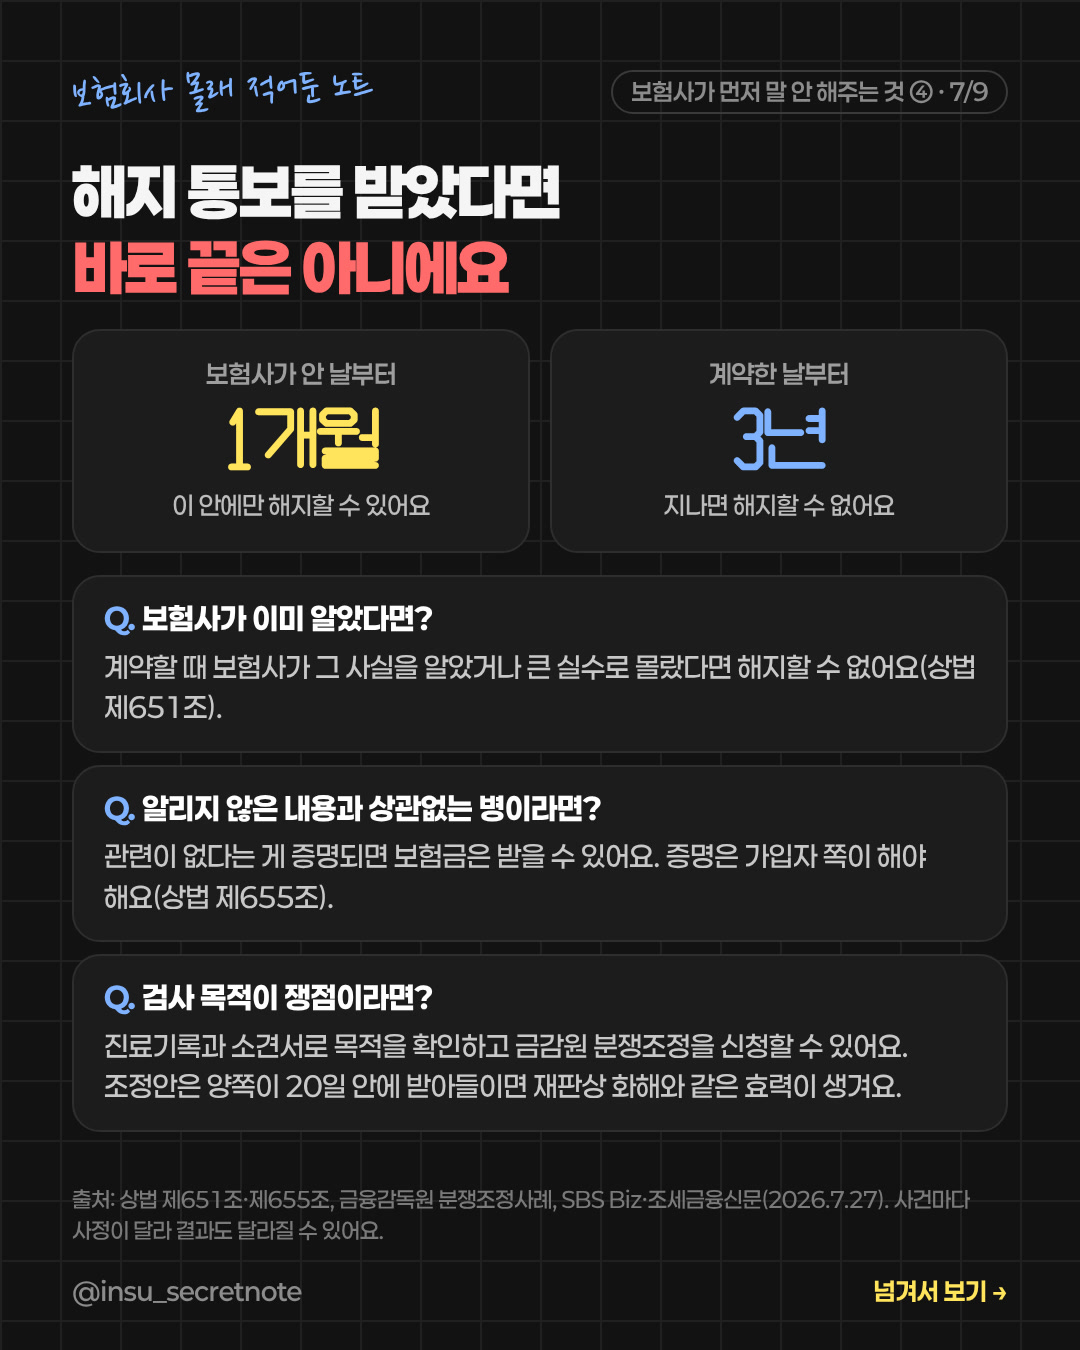 보험회사 몰래 적어둔 노트
보험사가 먼저 말 안 해주는 것 ④ · 7/9
해지 통보를 받았다면
바로 끝은 아니에요
보험사가 안 날부터
1개월
이 안에만 해지할 수 있어요
계약한 날부터
3년
지나면 해지할 수 없어요
Q. 보험사가 이미 알았다면?
계약할 때 보험사가 그 사실을 알았거나 큰 실수로 몰랐다면 해지할 수 없어요(상법
제651조).
Q. 알리지 않은 내용과 상관없는 병이라면?
관련이 없다는 게 증명되면 보험금은 받을 수 있어요. 증명은 가입자 쪽이 해야
해요(상법 제655조).
Q. 검사 목적이 쟁점이라면?
진료기록과 소견서로 목적을 확인하고 금감원 분쟁조정을 신청할 수 있어요.
조정안은 양쪽이 20일 안에 받아들이면 재판상 화해와 같은 효력이 생겨요.
출처: 상법 제651조·제655조, 금융감독원 분쟁조정사례, SBS Biz·조세금융신문(2026.7.27). 사건마다
사정이 달라 결과도 달라질 수 있어요.
@insu_secretnote
넘겨서 보기 →